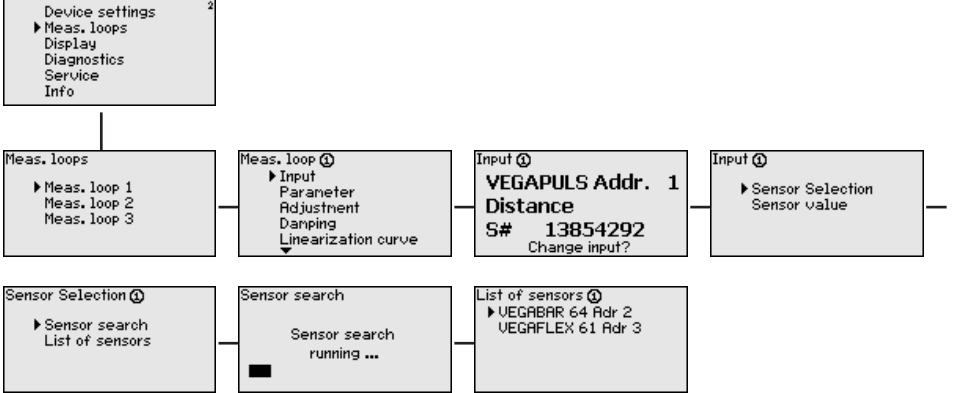 2
Device settings
Meas. loops
Display
Diagnostics
Service
Info
Meas. loops
Meas. loop 1
Meas. loop 2
Meas. loop 3
Meas. loop ①
Input
Parameter
Adjustment
Damping
Linearization curve
Input ①
VEGAPULS Addr. 1
Distance
S# 13854292
Change input?
Input ①
Sensor Selection
Sensor value
Sensor Selection ①
Sensor search
List of sensors
Sensor search
Sensor search
running ...
List of sensors ①
VEGABAR 64 Adr 2
VEGAFLEX 61 Adr 3